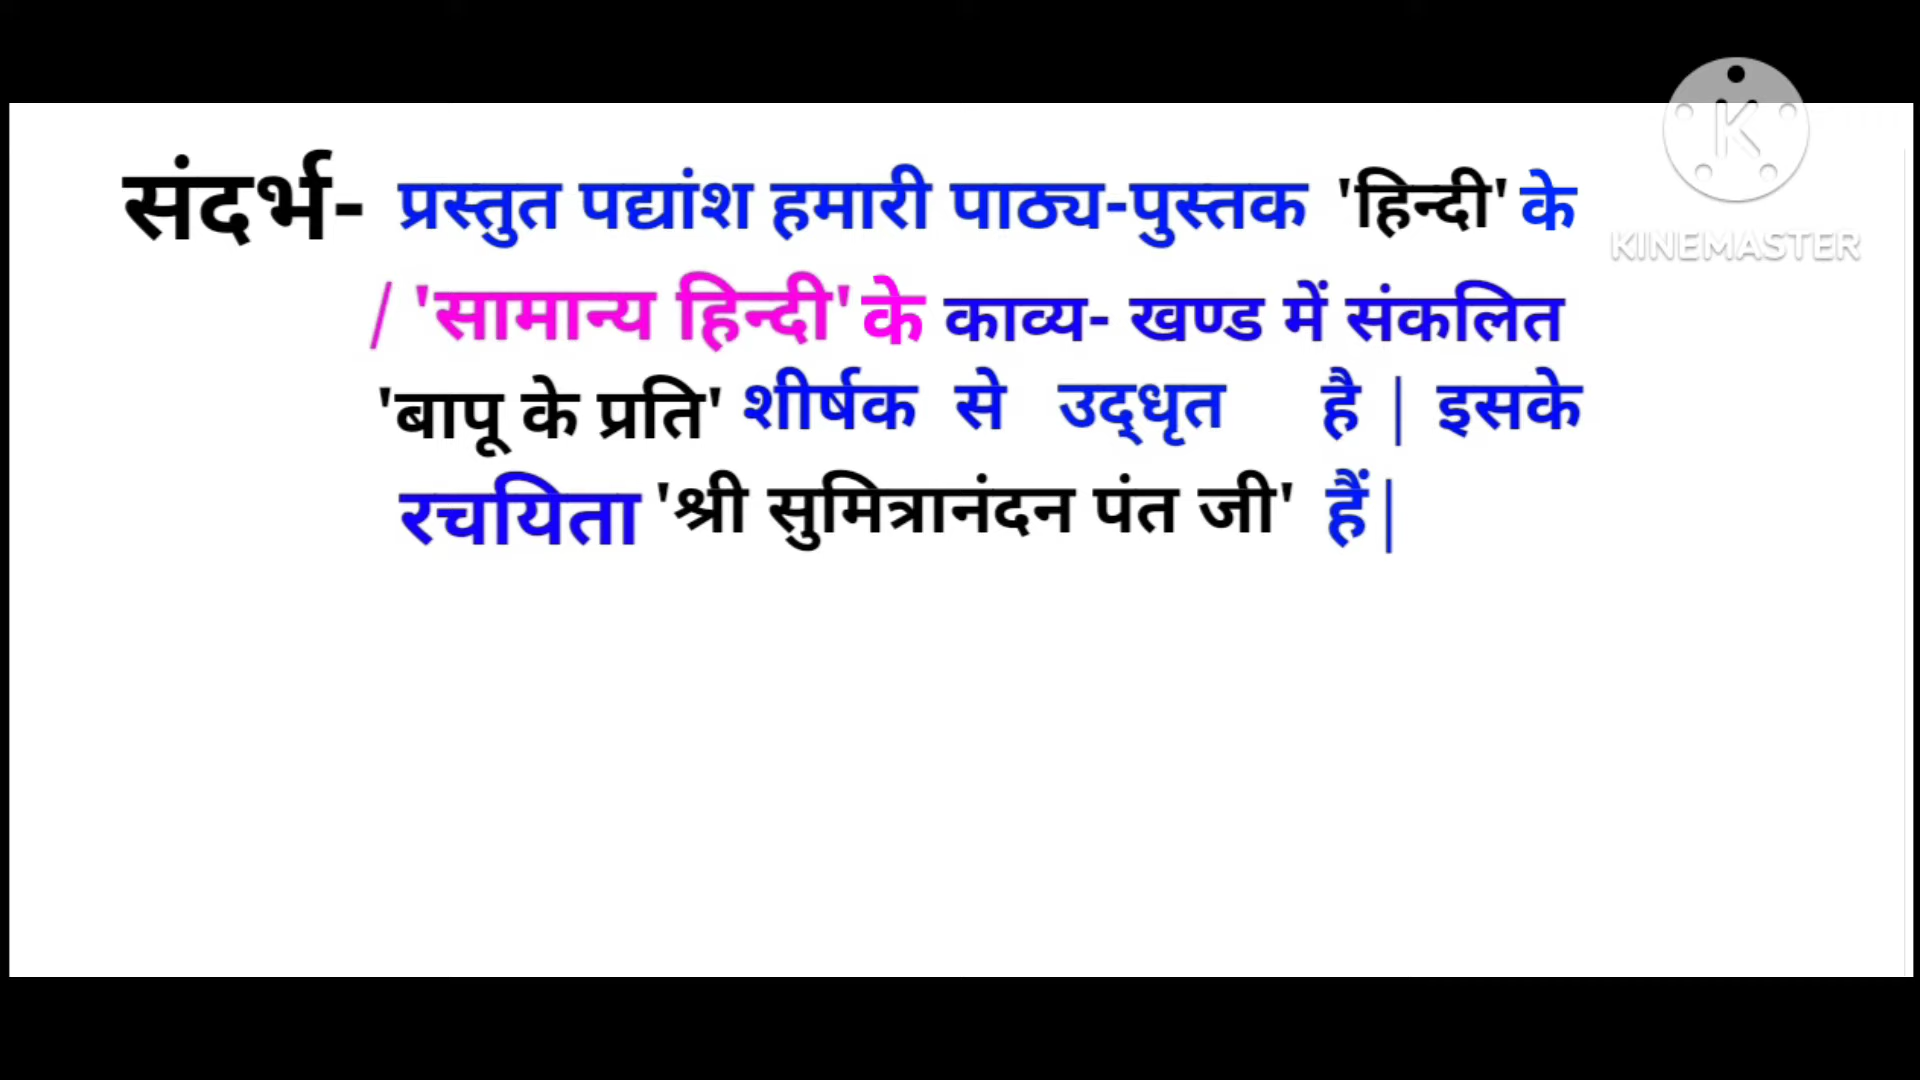 संदर्भ- प्रस्तुत पद्यांश हमारी पाठ्य-पुस्तक 'हिन्दी' के
/ 'सामान्य हिन्दी' के काव्य- खण्ड में संकलित
'बापू के प्रति' शीर्षक से उद्धृत है | इसके
रचयिता 'श्री सुमित्रानंदन पंत जी' हैं|
K
KINEMASTER